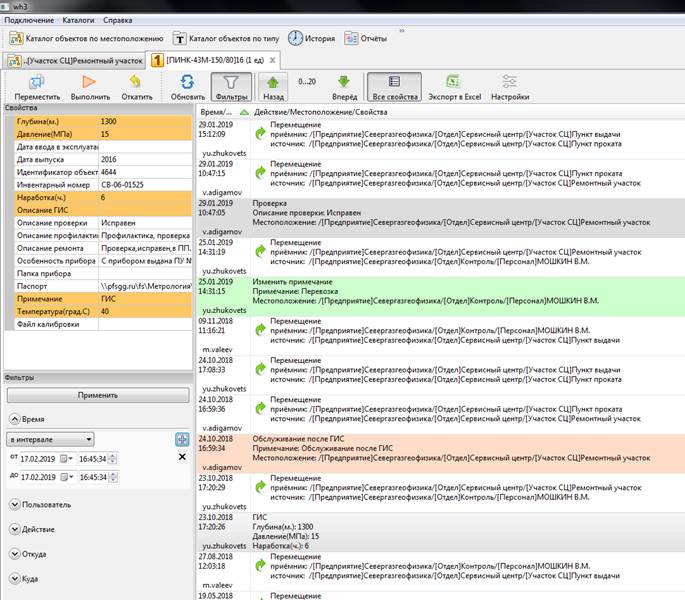 wh3
Подключение Каталоги Справка
Каталог объектов по местоположению Каталог объектов по типу История Отчёты »
..[Участок СЦ]Ремонтный участок [ПИНК-43М-150/80]16 (1 ед)
Переместить Выполнить Откатить Обновить Фильтры Назад 0...20 Вперёд Все свойства Экспорт в Excel Настройки
Свойства
Глубина(м.) 1300
Давление(МПа) 15
Дата ввода в эксплуата
Дата выпуска 2016
Идентификатор объект 4644
Инвентарный номер СВ-06-01525
Наработка(ч.) 6
Описание ГИС
Описание проверки Исправен
Описание профилактик Профилактика, проверка
Описание ремонта Проверка,исправен,в ПП.
Особенность прибора С прибором выдана ПУ №
Папка прибора
Паспорт \\pfsgg.ru\fs\Метрология\
Примечание ГИС
Температура(град.С) 40
Файл калибровки
Фильтры
Применить
Время
в интервале
от 17.02.2019 16:45:34
до 17.02.2019 16:45:34
Пользователь
Действие
Откуда
Куда
Время/... Действие/Местоположение/Свойства
29.01.2019 Перемещение
15:12:09 приёмник: /[Предприятие]Севергазгеофизика/[Отдел]Сервисный центр/[Участок СЦ]Пункт выдачи
источник: /[Предприятие]Севергазгеофизика/[Отдел]Сервисный центр/[Участок СЦ]Пункт проката
yu.zhukovets
29.01.2019 Перемещение
10:47:15 приёмник: /[Предприятие]Севергазгеофизика/[Отдел]Сервисный центр/[Участок СЦ]Пункт проката
источник: /[Предприятие]Севергазгеофизика/[Отдел]Сервисный центр/[Участок СЦ]Ремонтный участок
v.adigamov
29.01.2019 Проверка
10:47:05 Описание проверки: Исправен
Местоположение: /[Предприятие]Севергазгеофизика/[Отдел]Сервисный центр/[Участок СЦ]Ремонтный участок
v.adigamov
25.01.2019 Перемещение
14:31:19 приёмник: /[Предприятие]Севергазгеофизика/[Отдел]Сервисный центр/[Участок СЦ]Ремонтный участок
источник: /[Предприятие]Севергазгеофизика/[Отдел]Контроль/[Персонал]МОШКИН В.М.
yu.zhukovets
25.01.2019 Изменить примечание
14:31:15 Примечание: Перевозка
Местоположение: /[Предприятие]Севергазгеофизика/[Отдел]Контроль/[Персонал]МОШКИН В.М.
yu.zhukovets
09.11.2018 Перемещение
11:16:21 приёмник: /[Предприятие]Севергазгеофизика/[Отдел]Контроль/[Персонал]МОШКИН В.М.
источник: /[Предприятие]Севергазгеофизика/[Отдел]Сервисный центр/[Участок СЦ]Пункт выдачи
m.valeev
24.10.2018 Перемещение
17:08:33 приёмник: /[Предприятие]Севергазгеофизика/[Отдел]Сервисный центр/[Участок СЦ]Пункт выдачи
источник: /[Предприятие]Севергазгеофизика/[Отдел]Сервисный центр/[Участок СЦ]Пункт проката
yu.zhukovets
24.10.2018 Перемещение
16:59:36 приёмник: /[Предприятие]Севергазгеофизика/[Отдел]Сервисный центр/[Участок СЦ]Пункт проката
источник: /[Предприятие]Севергазгеофизика/[Отдел]Сервисный центр/[Участок СЦ]Ремонтный участок
v.adigamov
24.10.2018 Обслуживание после ГИС
16:59:34 Примечание: Обслуживание после ГИС
Местоположение: /[Предприятие]Севергазгеофизика/[Отдел]Сервисный центр/[Участок СЦ]Ремонтный участок
v.adigamov
23.10.2018 Перемещение
17:20:29 приёмник: /[Предприятие]Севергазгеофизика/[Отдел]Сервисный центр/[Участок СЦ]Ремонтный участок
источник: /[Предприятие]Севергазгеофизика/[Отдел]Контроль/[Персонал]МОШКИН В.М.
yu.zhukovets
23.10.2018 ГИС
17:20:26 Глубина(м.): 1300
Давление(МПа): 15
yu.zhukovets Наработка(ч.): 6
27.08.2018 Перемещение
12:03:18 приёмник: /[Предприятие]Севергазгеофизика/[Отдел]Контроль/[Персонал]МОШКИН В.М.
источник: /[Предприятие]Севергазгеофизика/[Отдел]Сервисный центр/[Участок СЦ]Пункт выдачи
m.valeev
19.05.2018 Перемещение